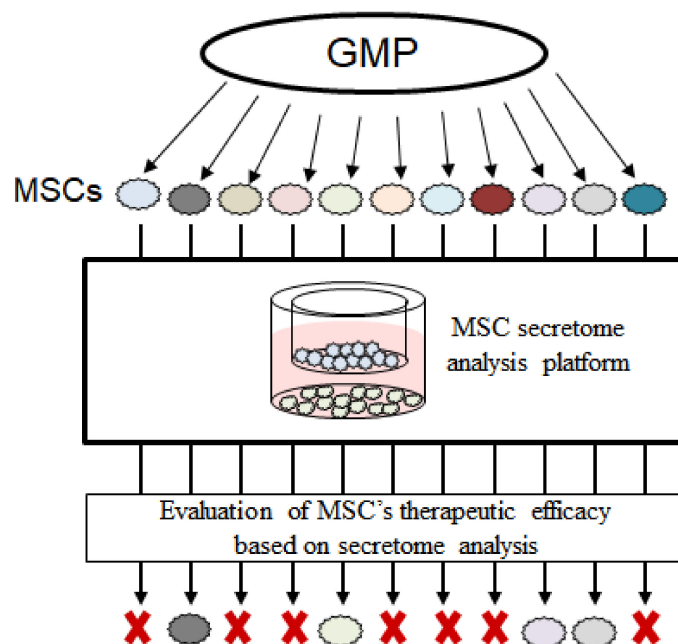 GMP
MSCs
MSC secretome
analysis platform
Evaluation of MSC's therapeutic efficacy
based on secretome analysis